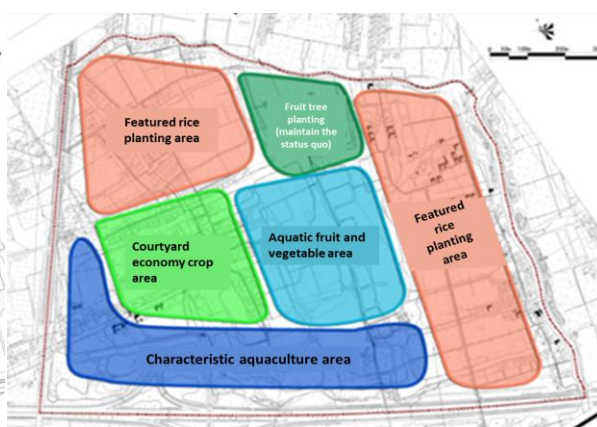 Featured rice
planting area
Fruit tree
planting
(maintain the
status quo)
Featured
rice
planting
area
Courtyard
economy crop
area
Aquatic fruit and
vegetable area
Characteristic aquaculture area